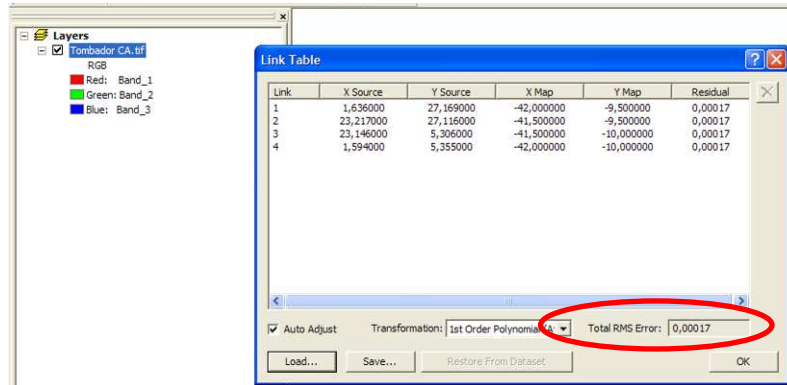 Layers
Tombador CA.tif
RGB
Red: Band_1
Green: Band_2
Blue: Band_3
Link Table
Link X Source Y Source X Map Y Map Residual
1 1,636000 27,169000 -42,000000 -9,500000 0,00017
2 23,217000 27,116000 -41,500000 -9,500000 0,00017
3 23,146000 5,306000 -41,500000 -10,000000 0,00017
4 1,594000 5,355000 -42,000000 -10,000000 0,00017
Auto Adjust Transformation: 1st Order Polynomial (A Total RMS Error: 0,00017
Load... Save... Restore From Dataset OK